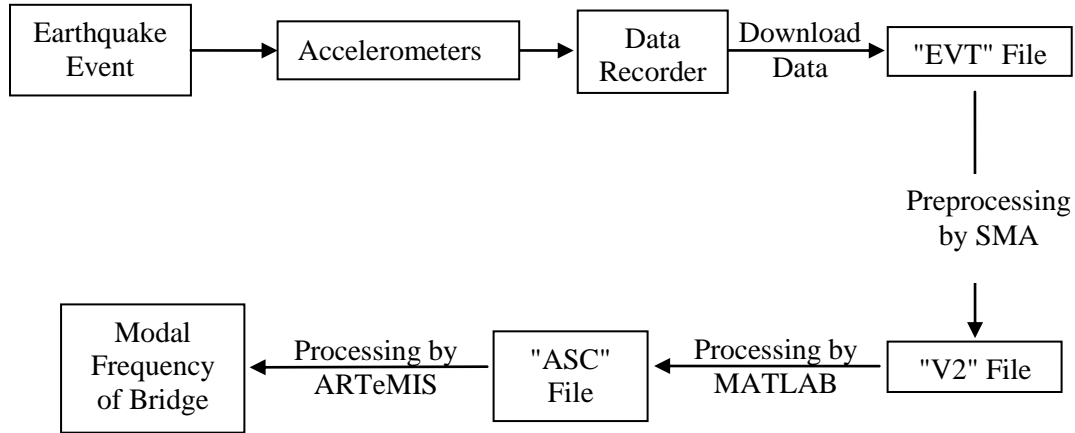 Earthquake
Event
Accelerometers
Data
Recorder
Download
Data
"EVT" File
Preprocessing
by SMA
"V2" File
Processing by
MATLAB
"ASC"
File
Processing by
ARTeMIS
Modal
Frequency
of Bridge